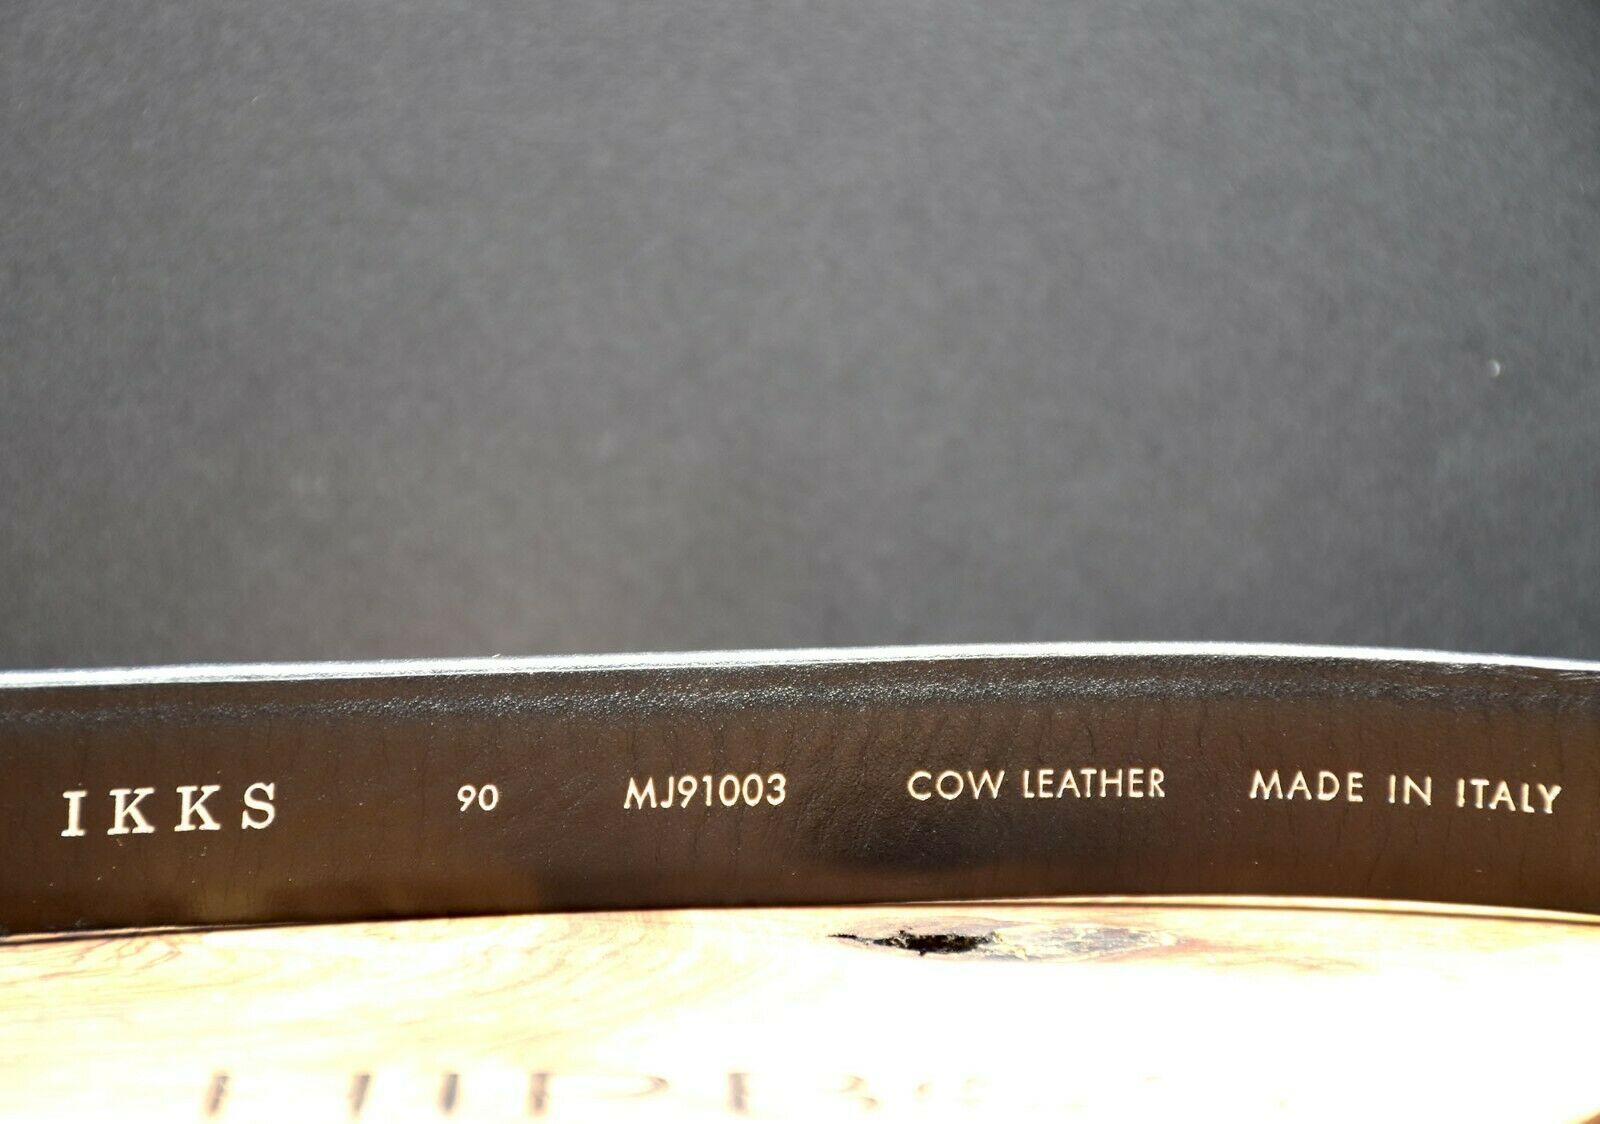 IKKS 90 MJ91003 COW LEATHER MADE IN ITALY